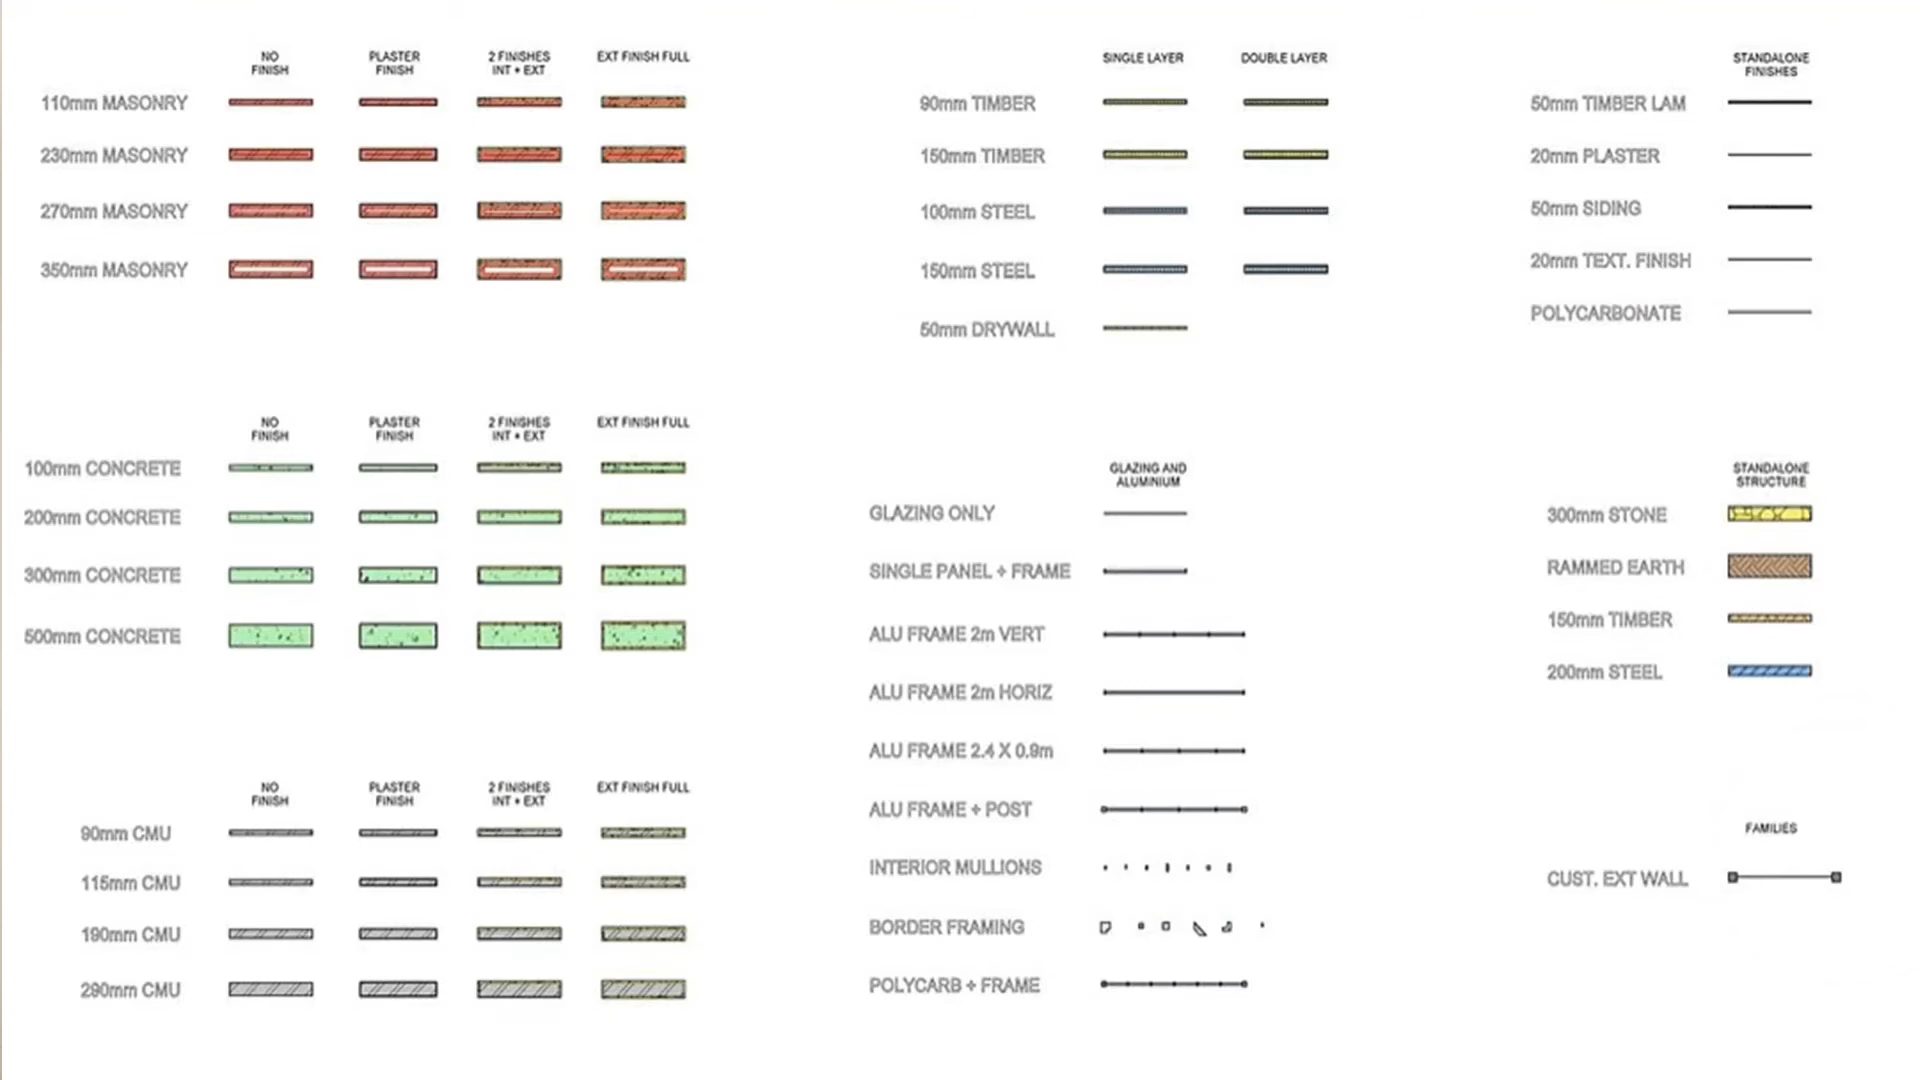 NO
FINISH
PLASTER
FINISH
2 FINISHES
INT + EXT
EXT FINISH FULL
110mm MASONRY
230mm MASONRY
270mm MASONRY
350mm MASONRY
NO
FINISH
PLASTER
FINISH
2 FINISHES
INT + EXT
EXT FINISH FULL
100mm CONCRETE
200mm CONCRETE
300mm CONCRETE
500mm CONCRETE
NO
FINISH
PLASTER
FINISH
2 FINISHES
INT + EXT
EXT FINISH FULL
90mm CMU
115mm CMU
190mm CMU
290mm CMU
SINGLE LAYER
DOUBLE LAYER
90mm TIMBER
150mm TIMBER
100mm STEEL
150mm STEEL
50mm DRYWALL
GLAZING AND
ALUMINIUM
GLAZING ONLY
SINGLE PANEL + FRAME
ALU FRAME 2m VERT
ALU FRAME 2m HORIZ
ALU FRAME 2.4 X 0.9m
ALU FRAME + POST
INTERIOR MULLIONS
BORDER FRAMING
POLYCARB + FRAME
STANDALONE
FINISHES
50mm TIMBER LAM
20mm PLASTER
50mm SIDING
20mm TEXT. FINISH
POLYCARBONATE
STANDALONE
STRUCTURE
300mm STONE
RAMMED EARTH
150mm TIMBER
200mm STEEL
FAMILIES
CUST. EXT WALL